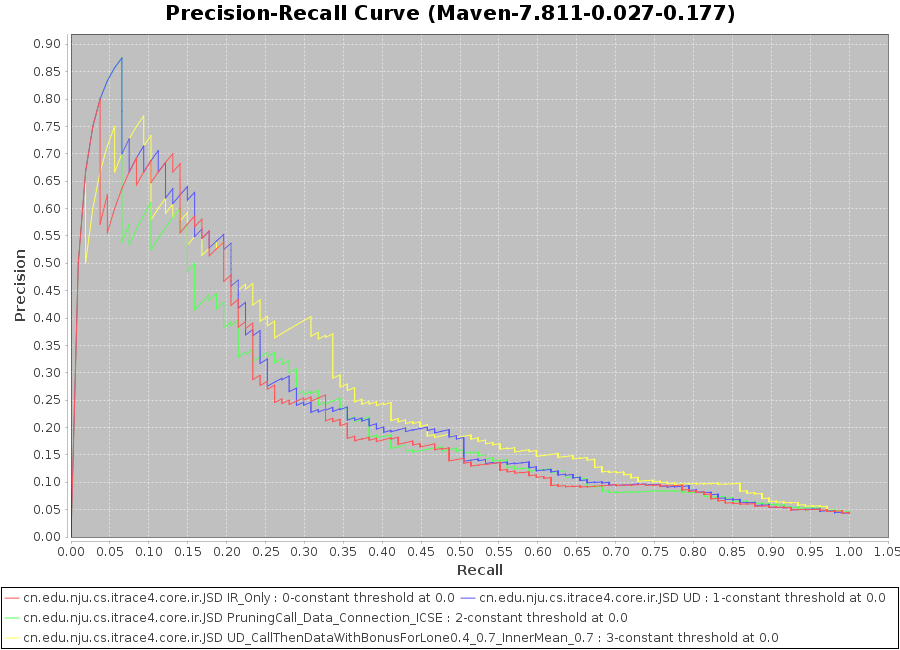 Precision-Recall Curve (Maven-7.811-0.027-0.177)
Precision
0.90
0.85
0.80
0.75
0.70
0.65
0.60
0.55
0.50
0.45
0.40
0.35
0.30
0.25
0.20
0.15
0.10
0.05
0.00
0.00 0.05 0.10 0.15 0.20 0.25 0.30 0.35 0.40 0.45 0.50 0.55 0.60 0.65 0.70 0.75 0.80 0.85 0.90 0.95 1.00 1.05
Recall
cn.edu.nju.cs.itrace4.core.ir.JSD IR_Only : 0-constant threshold at 0.0 cn.edu.nju.cs.itrace4.core.ir.JSD UD : 1-constant threshold at 0.0
cn.edu.nju.cs.itrace4.core.ir.JSD PruningCall_Data_Connection_ICSE : 2-constant threshold at 0.0
cn.edu.nju.cs.itrace4.core.ir.JSD UD_CallThenDataWithBonusForLone0.4_0.7_InnerMean_0.7 : 3-constant threshold at 0.0